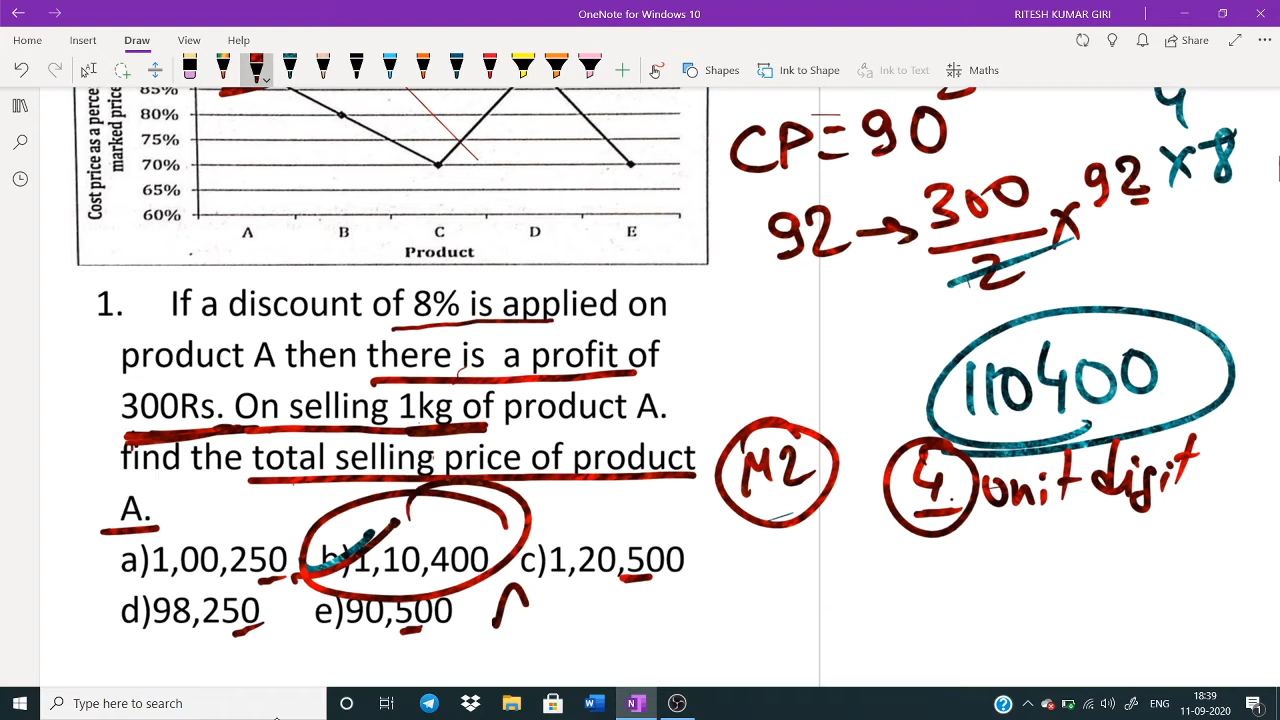 OneNote for Windows 10
RITESH KUMAR GIRI
Home Insert Draw View Help
Share
Shapes Ink to Shape Ink to Text Maths
Cost price as a perce
marked price
85%
80%
75%
70%
65%
60%
A B C D E
Product
CP=90
4
92 → 300/2 × 92 × 8
110400
M2
4. unit digit
1. If a discount of 8% is applied on
product A then there is a profit of
300Rs. On selling 1kg of product A.
find the total selling price of product
A.
a)1,00,250 b)1,10,400 c)1,20,500
d)98,250 e)90,500
Type here to search
ENG
18:39
11-09-2020